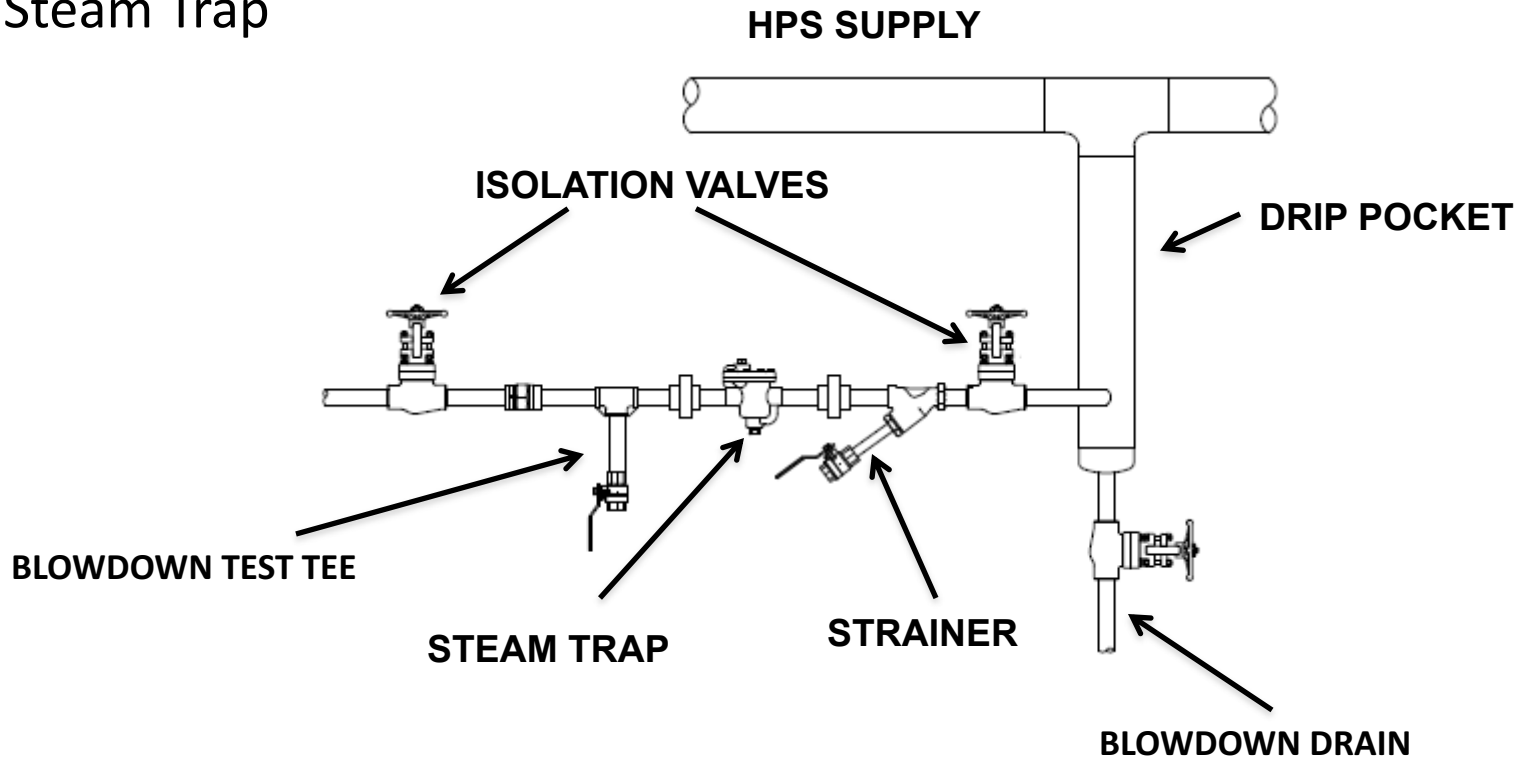 Steam Trap
HPS SUPPLY
ISOLATION VALVES
DRIP POCKET
BLOWDOWN TEST TEE
STEAM TRAP
STRAINER
BLOWDOWN DRAIN